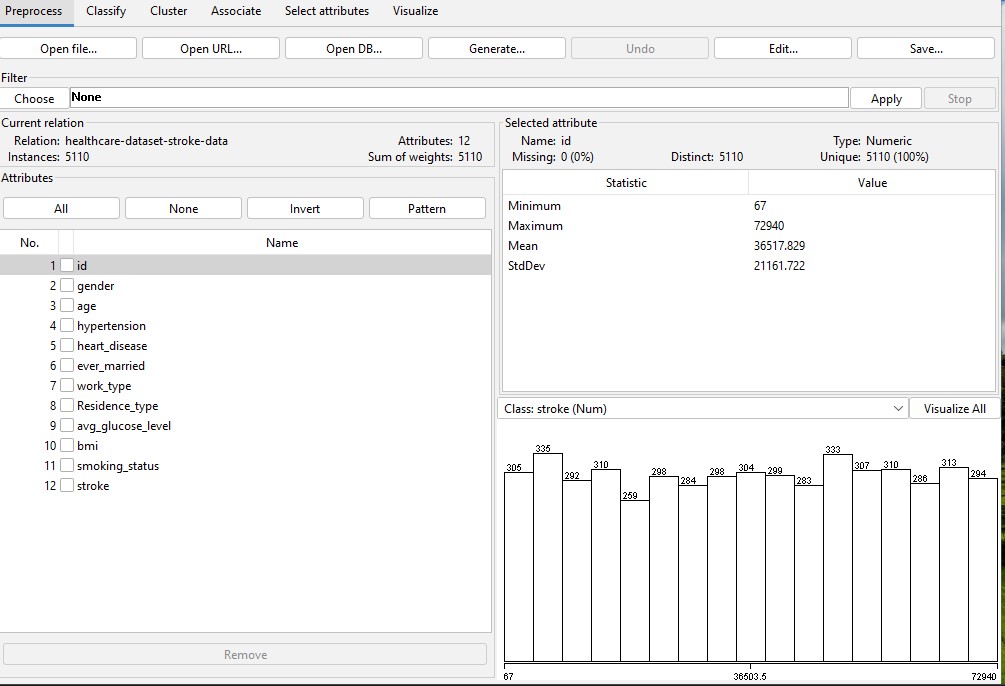 Preprocess Classify Cluster Associate Select attributes Visualize
Open file... Open URL... Open DB... Generate... Undo Edit... Save...
Filter
Choose None Apply Stop
Current relation
Relation: healthcare-dataset-stroke-data Attributes: 12
Instances: 5110 Sum of weights: 5110
Attributes
All None Invert Pattern
No. Name
1 id
2 gender
3 age
4 hypertension
5 heart_disease
6 ever_married
7 work_type
8 Residence_type
9 avg_glucose_level
10 bmi
11 smoking_status
12 stroke
Remove
Selected attribute
Name: id Type: Numeric
Missing: 0 (0%) Distinct: 5110 Unique: 5110 (100%)
Statistic Value
Minimum 67
Maximum 72940
Mean 36517.829
StdDev 21161.722
Class: stroke (Num) Visualize All
305 335 292 310 259 298 284 298 304 299 283 333 307 310 286 313 294
67 36503.5 72940